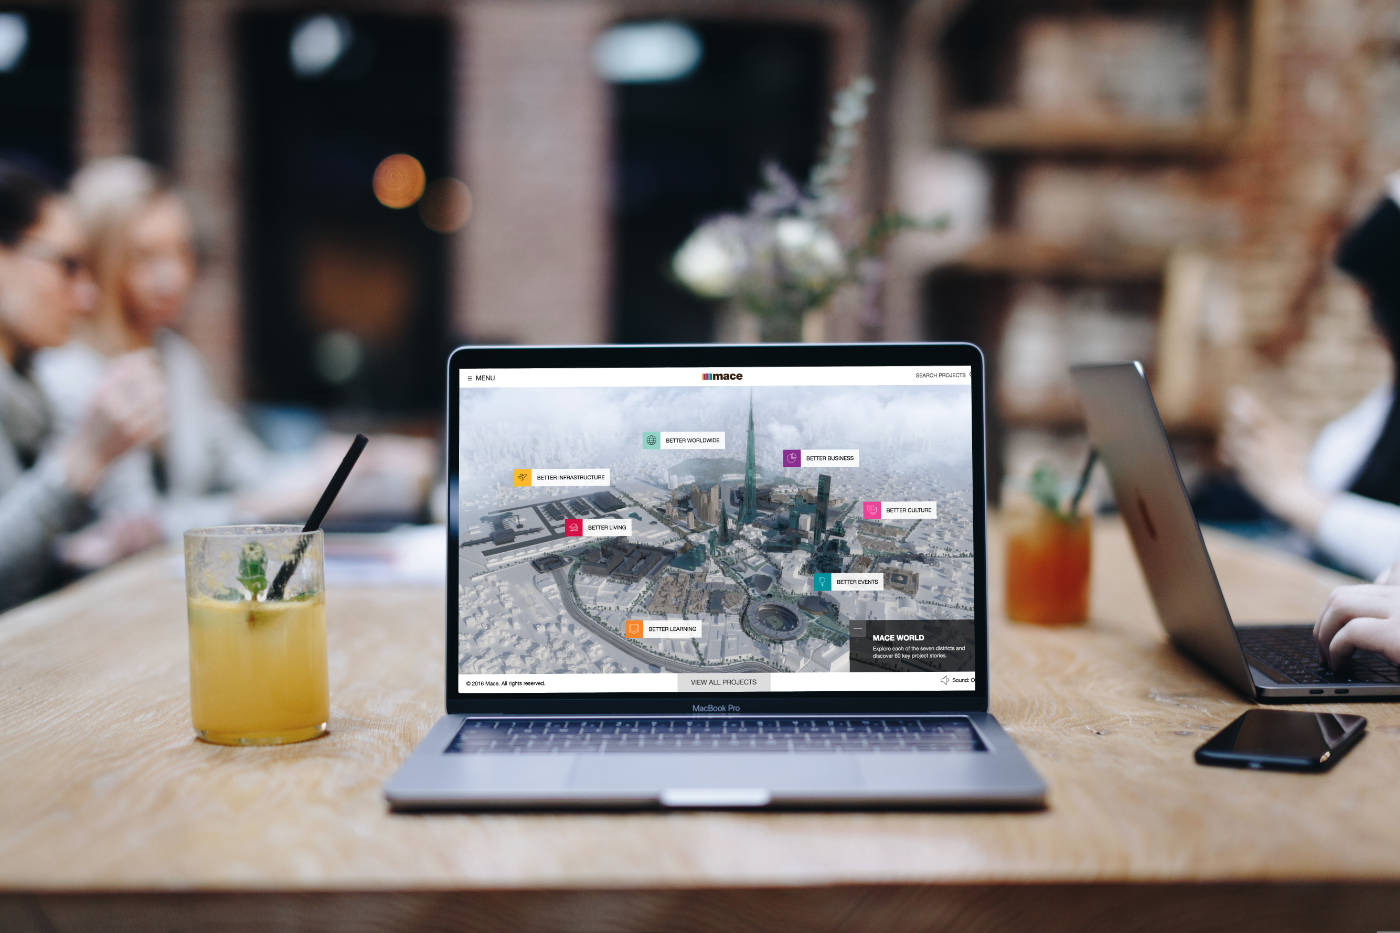 MENU
mace
SEARCH PROJECTS
BETTER WORLDWIDE
BETTER BUSINESS
BETTER INFRASTRUCTURE
BETTER CULTURE
BETTER LIVING
BETTER EVENTS
BETTER LEARNING
MACE WORLD
Explore each of the seven districts and
discover 60 key project stories.
© 2016 Mace. All rights reserved.
VIEW ALL PROJECTS
Sound: O
MacBook Pro